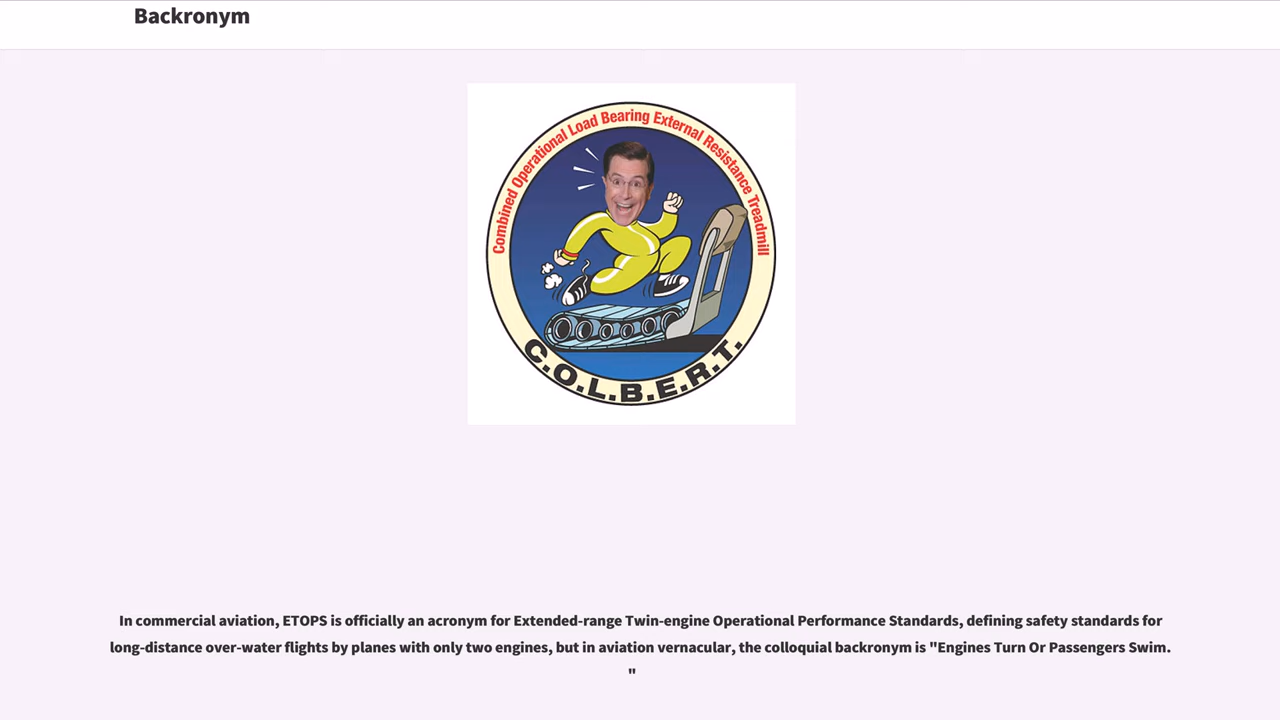 Backronym
Combined Operational Load Bearing External Resistance Treadmill
C.O.L.B.E.R.T.
In commercial aviation, ETOPS is officially an acronym for Extended-range Twin-engine Operational Performance Standards, defining safety standards for
long-distance over-water flights by planes with only two engines, but in aviation vernacular, the colloquial backronym is "Engines Turn Or Passengers Swim.
"